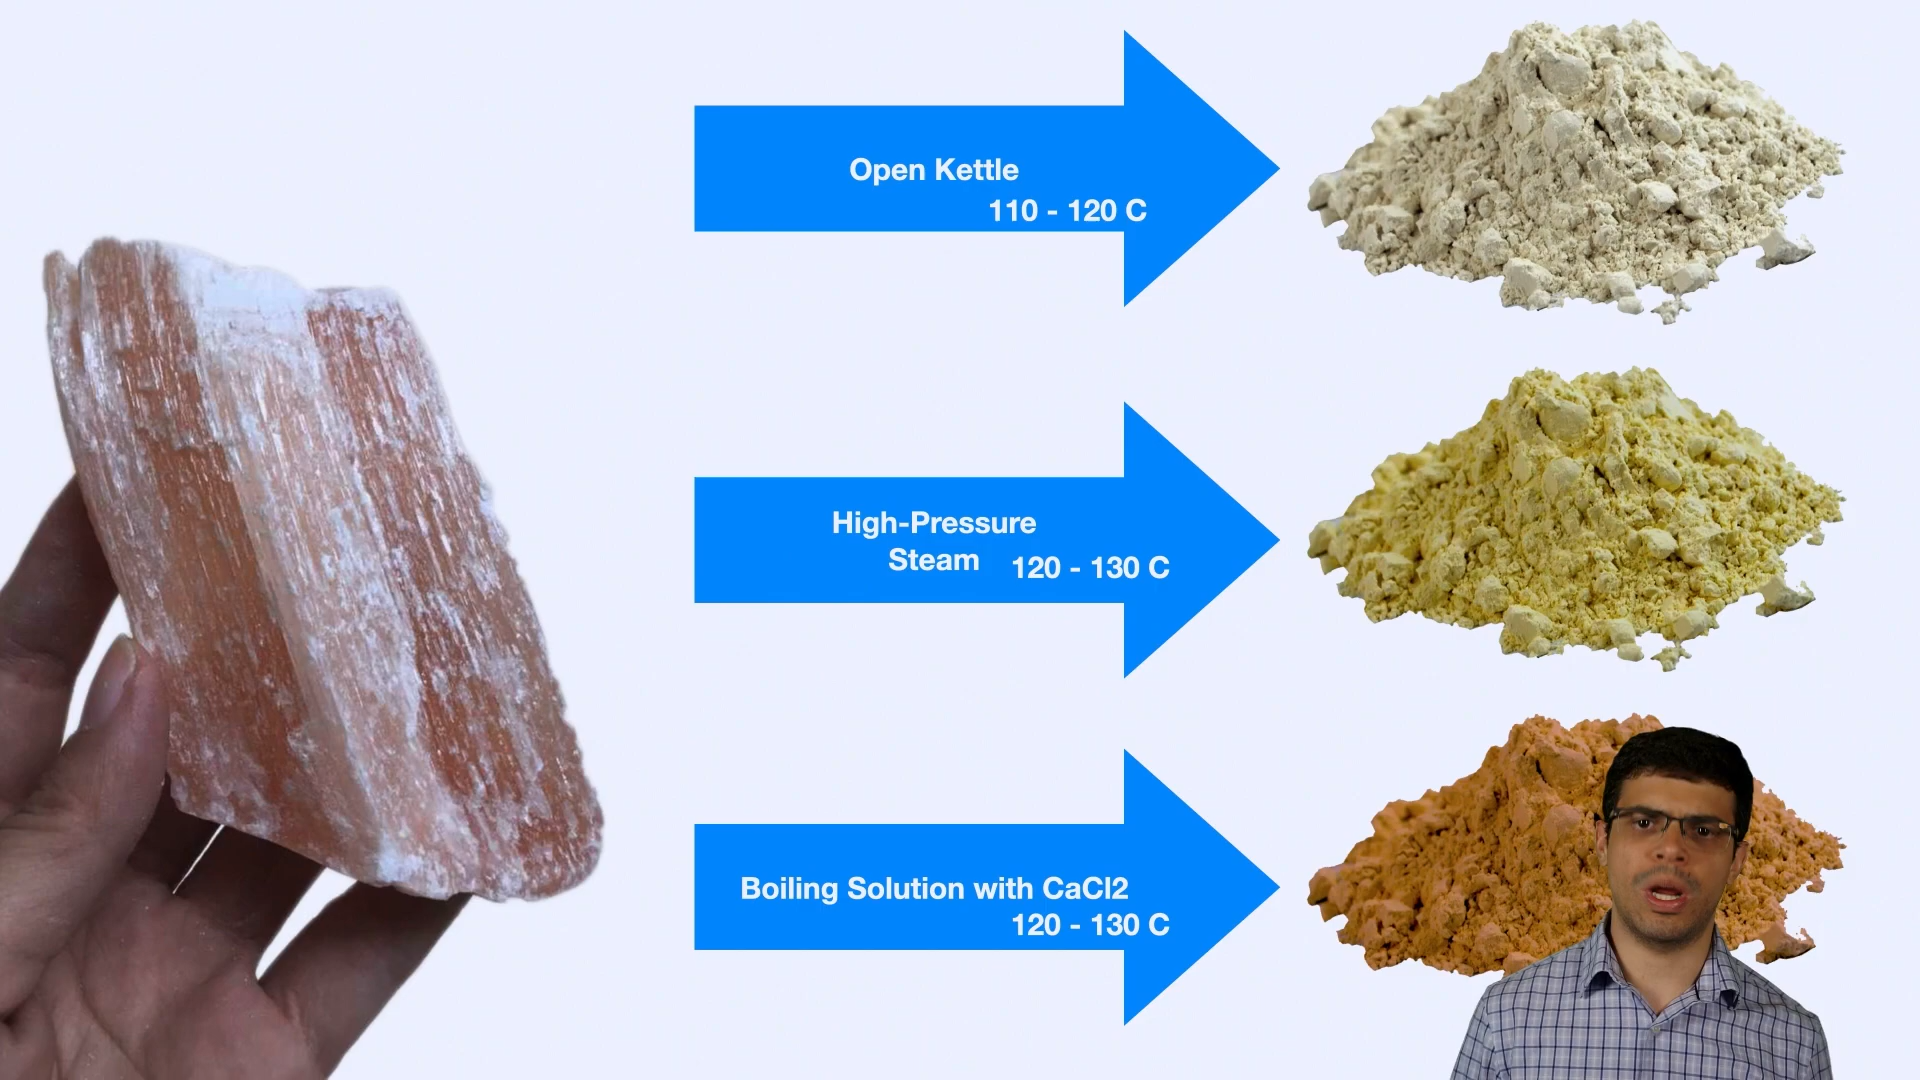 Open Kettle
110 - 120 C
High-Pressure
Steam
120 - 130 C
Boiling Solution with CaCl2
120 - 130 C